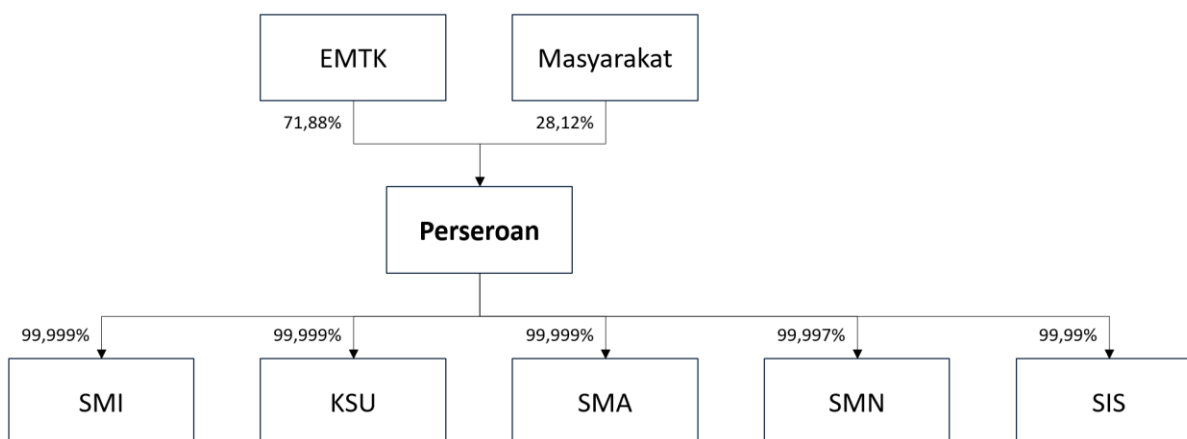 EMTK
Masyarakat
71,88%
28,12%
Perseroan
99,999%
99,999%
99,999%
99,997%
99,99%
SMI
KSU
SMA
SMN
SIS